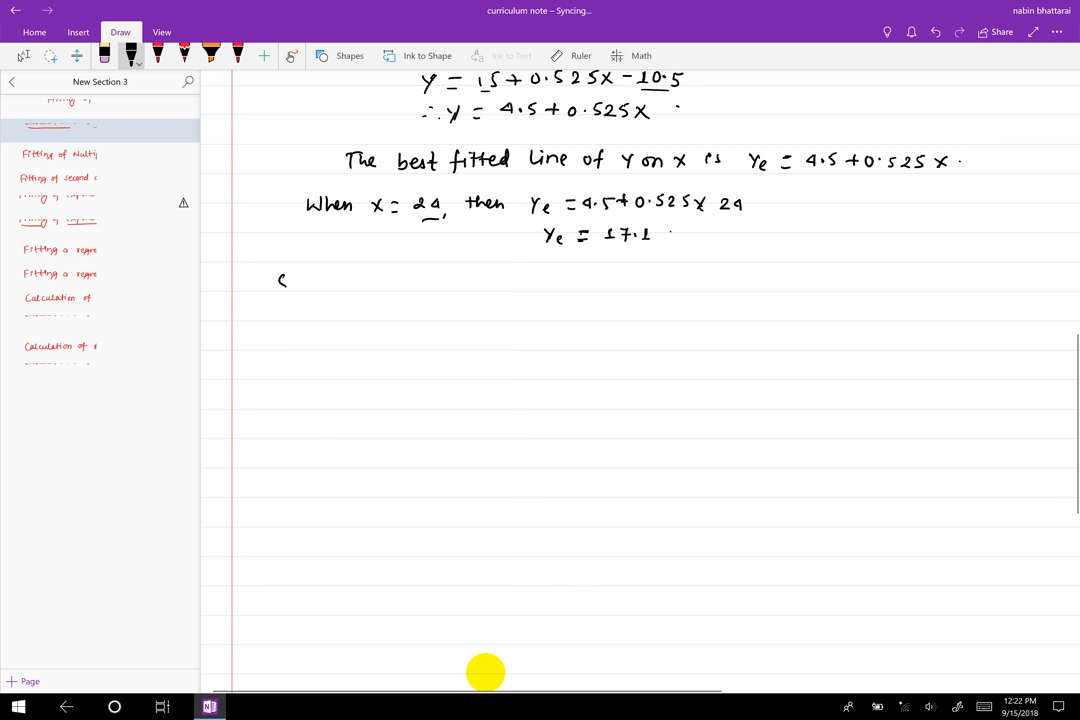 curriculum note – Syncing...
nabin bhattarai
Home Insert Draw View
Share
Shapes Ink to Shape Ink to Text Ruler Math
New Section 3
Fitting of
Fitting of Multip
Fitting of second o
Fitting a regre
Fitting a regre
Calculation of
Calculation of
Page
Y = 15 + 0.525X - 10.5
∴ Y = 4.5 + 0.525X
The best fitted line of Y on X is Ye = 4.5 + 0.525X.
When X = 24, then Ye = 4.5 + 0.525 × 24
Ye = 17.1
12:22 PM
9/15/2018